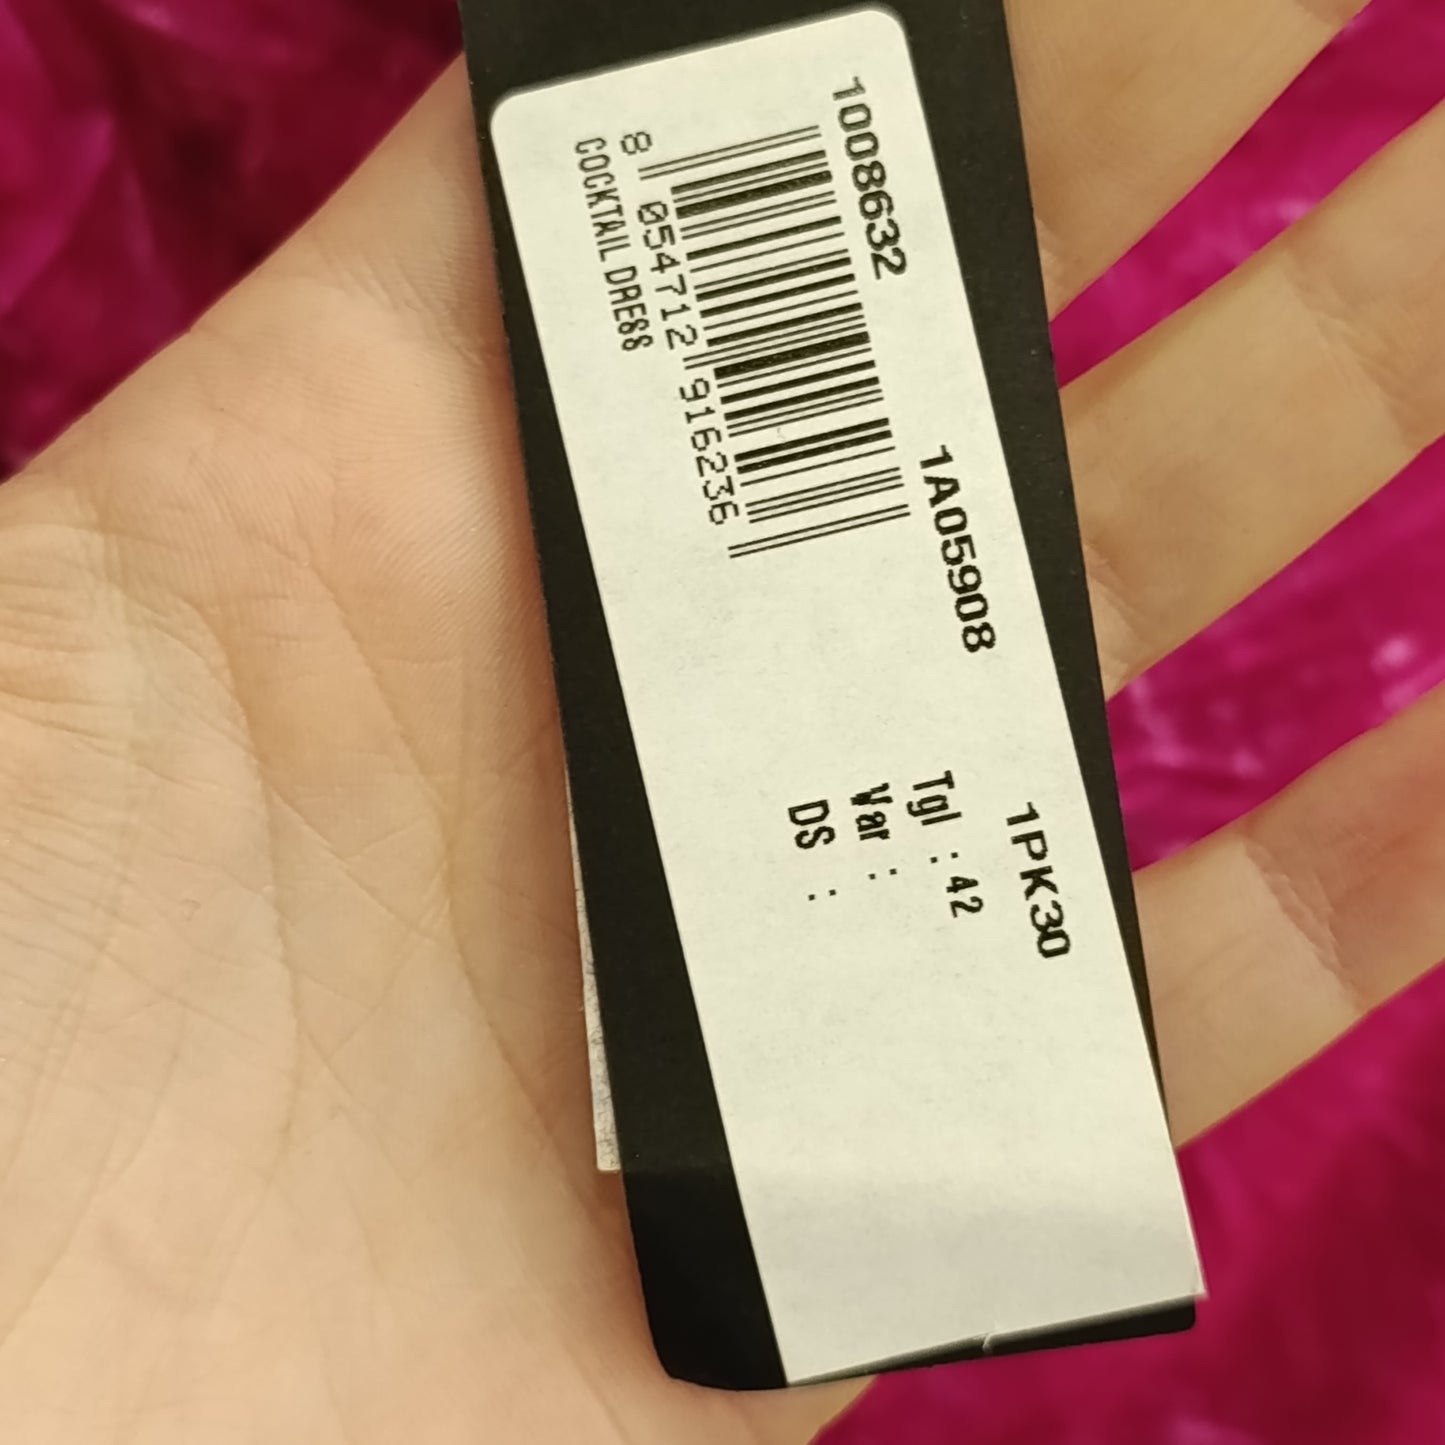 1008632 1A05908 1PK30
Tgl : 42
Var :
DS :
8 054712 916236
COCKTAIL DRESS